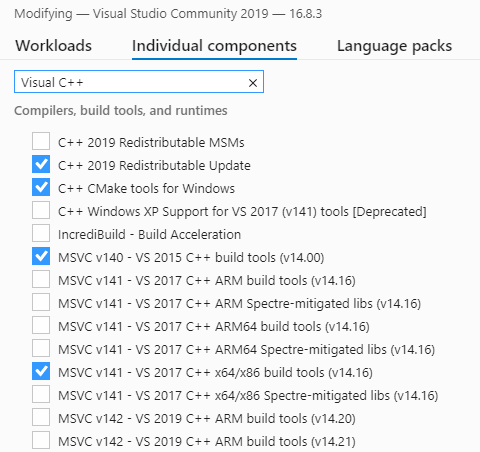 Modifying — Visual Studio Community 2019 — 16.8.3
Workloads Individual components Language packs
Visual C++
Compilers, build tools, and runtimes
C++ 2019 Redistributable MSMs
C++ 2019 Redistributable Update
C++ CMake tools for Windows
C++ Windows XP Support for VS 2017 (v141) tools [Deprecated]
IncrediBuild - Build Acceleration
MSVC v140 - VS 2015 C++ build tools (v14.00)
MSVC v141 - VS 2017 C++ ARM build tools (v14.16)
MSVC v141 - VS 2017 C++ ARM Spectre-mitigated libs (v14.16)
MSVC v141 - VS 2017 C++ ARM64 build tools (v14.16)
MSVC v141 - VS 2017 C++ ARM64 Spectre-mitigated libs (v14.16)
MSVC v141 - VS 2017 C++ x64/x86 build tools (v14.16)
MSVC v141 - VS 2017 C++ x64/x86 Spectre-mitigated libs (v14.16)
MSVC v142 - VS 2019 C++ ARM build tools (v14.20)
MSVC v142 - VS 2019 C++ ARM build tools (v14.21)